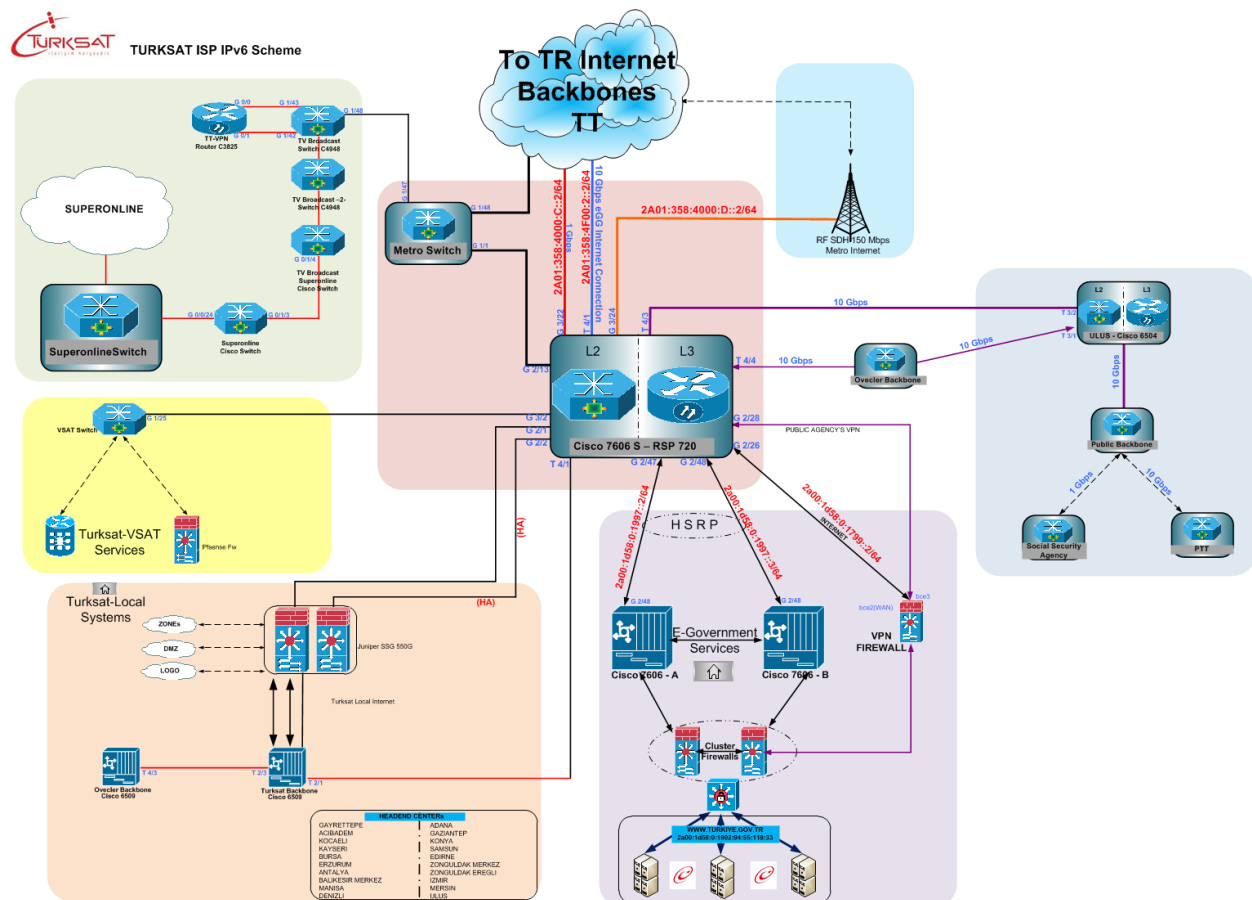 TURKSAT
iletişim herşeydir
TURKSAT ISP IPv6 Scheme
To TR Internet
Backbones
TT
G 0/0
G 1/43
G 0/1
G 1/42
G 1/48
TT-VPN
Router C3825
TV Broadcast
Switch C4948
TV Broadcast –2-
Switch C4948
SUPERONLINE
G 0/1/4
TV Broadcast
Superonline
Cisco Switch
G 0/0/24
G 0/1/3
Superonline
Cisco Switch
SuperonlineSwitch
G 1/47
G 1/48
G 1/1
Metro Switch
2A01:358:4000:C::2/64
1 Gbps
2A01:358:4F00:2::2/64
10 Gbps eGG Internet Connection
2A01:358:4000:D::2/64
RF SDH 150 Mbps
Metro Internet
G 3/22
T 4/1
G 3/24
T 4/3
10 Gbps
L2
L3
T 3/2
T 3/1
ULUS - Cisco 6504
G 2/13
L2
L3
T 4/4
10 Gbps
10 Gbps
Ovecler Backbone
10 Gbps
G 3/2
G 2/1
G 2/2
T 4/1
Cisco 7606 S – RSP 720
G 2/47
G 2/48
G 2/28
G 2/26
PUBLIC AGENCY'S VPN
Public Backbone
1 Gbps
10 Gbps
Social Security
Agency
PTT
VSAT Switch
G 1/25
Turksat-VSAT
Services
Pfsense Fw
(HA)
(HA)
2a00:1d58:0:1997::2/64
2a00:1d58:0:1997::3/64
2a00:1d58:0:1799::2/64
INTERNET
H S R P
Turksat-Local
Systems
ZONEs
DMZ
LOGO
Juniper SSG 550G
Turksat Local Internet
T 4/3
T 2/3
T 2/1
Ovecler Backbone
Cisco 6509
Turksat Backbone
Cisco 6509
G 2/48
G 2/48
E-Government
Services
Cisco 7606 - A
Cisco 7606 - B
bce3
bce2(WAN)
VPN
FIREWALL
Cluster
Firewalls
WWW.TURKIYE.GOV.TR
2a00:1d58:0:1002:94:55:118:33
HEADEND CENTERs
GAYRETTEPE | ADANA
ACIBADEM . GAZIANTEP
KOCAELI | KONYA
KAYSERI . SAMSUN
BURSA . EDIRNE
ERZURUM | ZONGULDAK MERKEZ
ANTALYA | ZONGULDAK EREGLI
BALIKESIR MERKEZ . IZMIR
MANISA | MERSIN
DENIZLI | ULUS